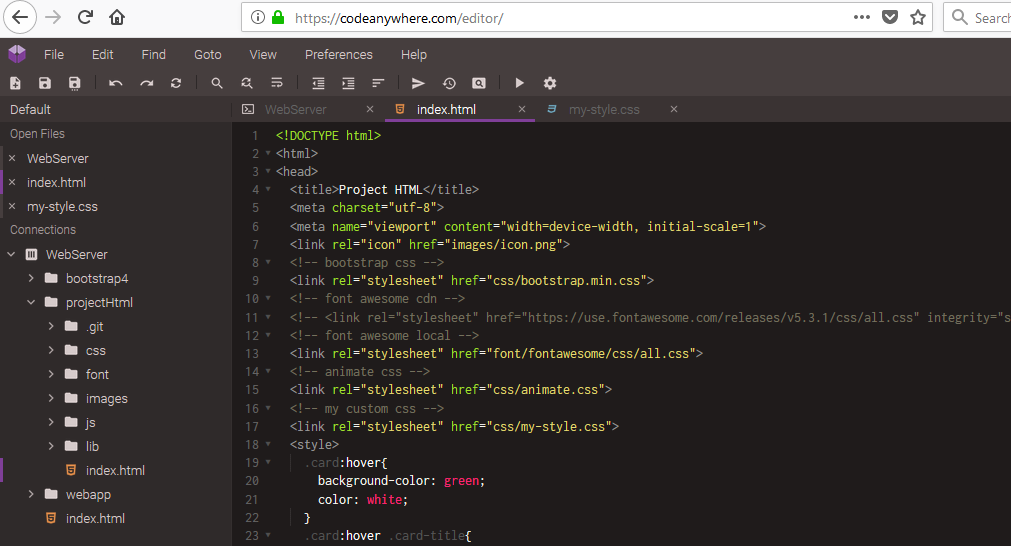 https://codeanywhere.com/editor/
Search
File Edit Find Goto View Preferences Help
Default
WebServer
index.html
my-style.css
Open Files
WebServer
index.html
my-style.css
Connections
WebServer
bootstrap4
projectHtml
.git
css
font
images
js
lib
index.html
webapp
index.html
1 <!DOCTYPE html>
2 <html>
3 <head>
4 <title>Project HTML</title>
5 <meta charset="utf-8">
6 <meta name="viewport" content="width=device-width, initial-scale=1">
7 <link rel="icon" href="images/icon.png">
8 <!-- bootstrap css -->
9 <link rel="stylesheet" href="css/bootstrap.min.css">
10 <!-- font awesome cdn -->
11 <!-- <link rel="stylesheet" href="https://use.fontawesome.com/releases/v5.3.1/css/all.css" integrity="s
12 <!-- font awesome local -->
13 <link rel="stylesheet" href="font/fontawesome/css/all.css">
14 <!-- animate css -->
15 <link rel="stylesheet" href="css/animate.css">
16 <!-- my custom css -->
17 <link rel="stylesheet" href="css/my-style.css">
18 <style>
19 .card:hover{
20 background-color: green;
21 color: white;
22 }
23 .card:hover .card-title{